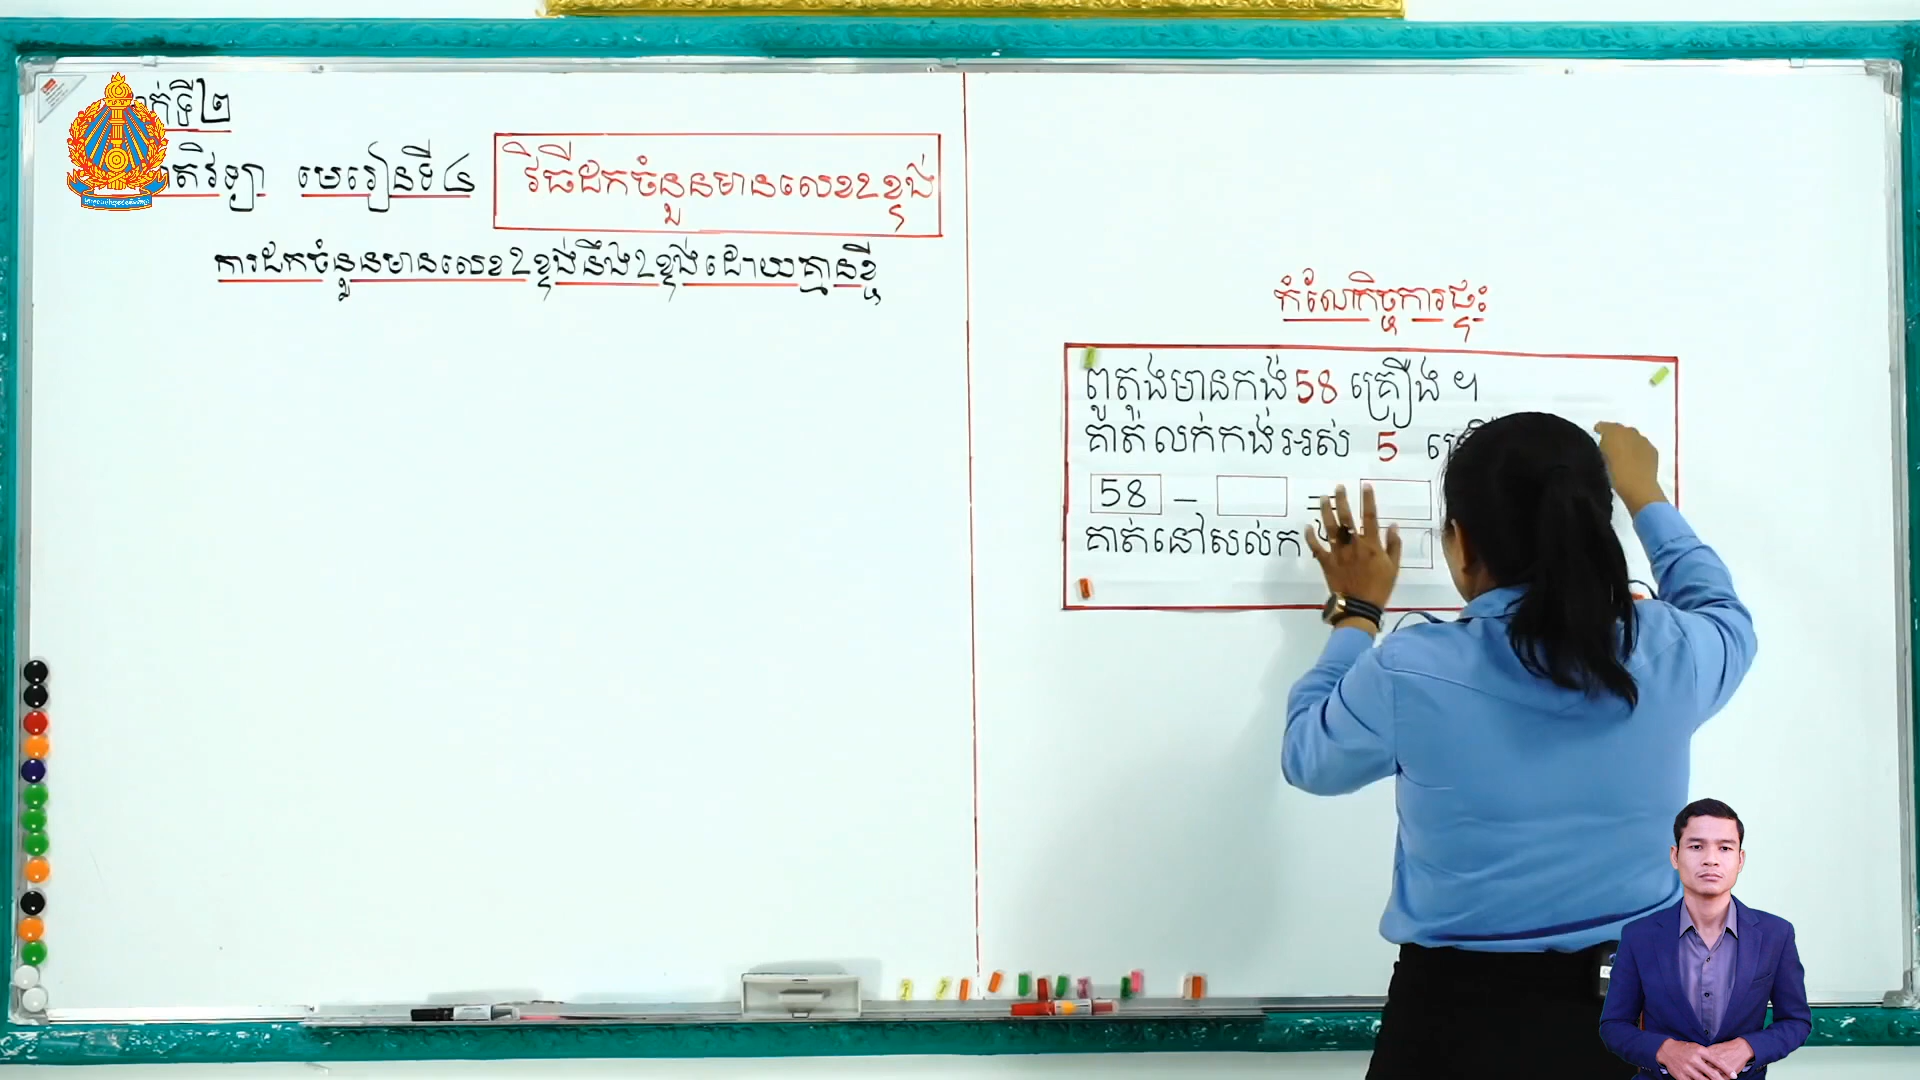 ទី២
មេរៀនទី៤
វិធីដកចំនួនមានលេខ2ខ្ទង់
ការដកចំនួនមានលេខ2ខ្ទង់នឹង2ខ្ទង់ដោយគ្មានខ្ចី
កំណែកិច្ចការផ្ទះ
ពូតុងមានកង់ 58 គ្រឿង ។
គាត់លក់កង់អស់ 5
58 – =
គាត់នៅសល់